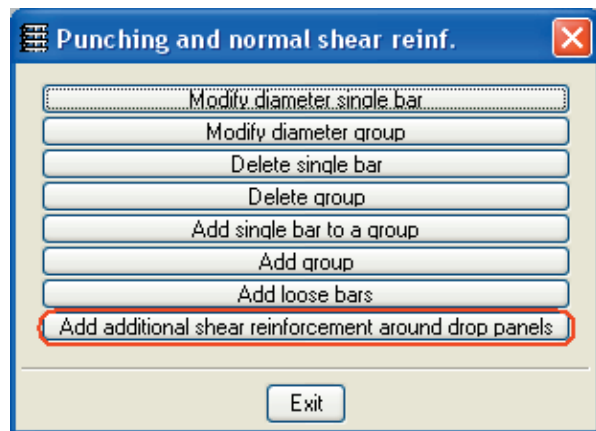 Punching and normal shear reinf.
Modify diameter single bar
Modify diameter group
Delete single bar
Delete group
Add single bar to a group
Add group
Add loose bars
Add additional shear reinforcement around drop panels
Exit